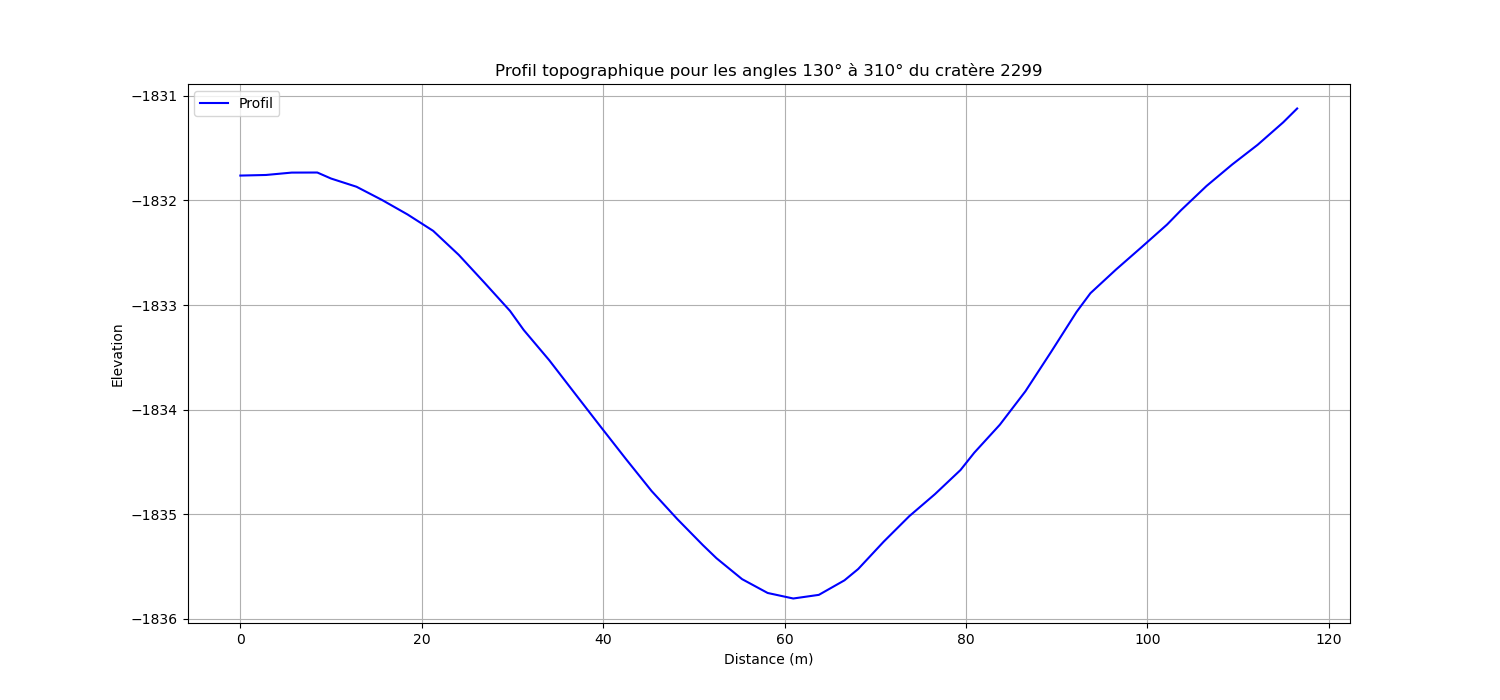 Profil topographique pour les angles 130° à 310° du cratère 2299
Profil
−1831
−1832
−1833
−1834
−1835
−1836
Elevation
0 20 40 60 80 100 120
Distance (m)